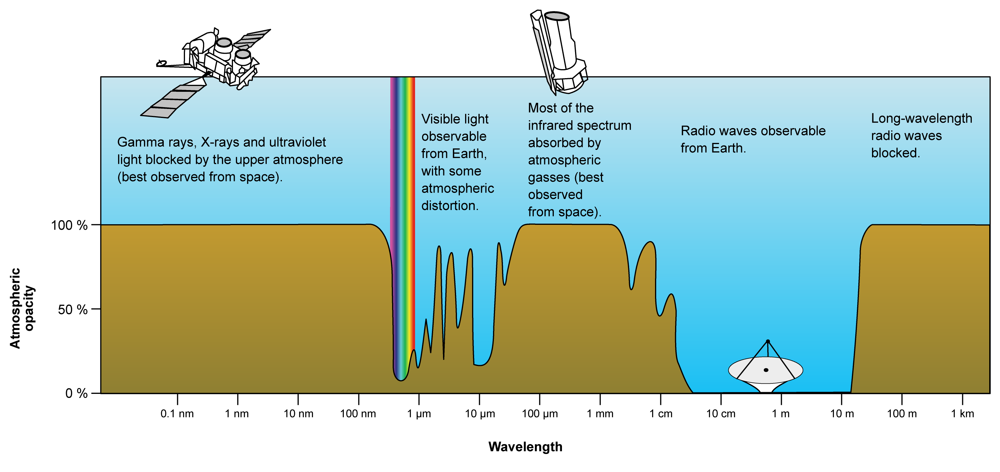 Gamma rays, X-rays and ultraviolet
light blocked by the upper atmosphere
(best observed from space).
Visible light
observable
from Earth,
with some
atmospheric
distortion.
Most of the
infrared spectrum
absorbed by
atmospheric
gasses (best
observed
from space).
Radio waves observable
from Earth.
Long-wavelength
radio waves
blocked.
Atmospheric
opacity
100 %
50 %
0 %
0.1 nm
1 nm
10 nm
100 nm
1 µm
10 µm
100 µm
1 mm
1 cm
10 cm
1 m
10 m
100 m
1 km
Wavelength